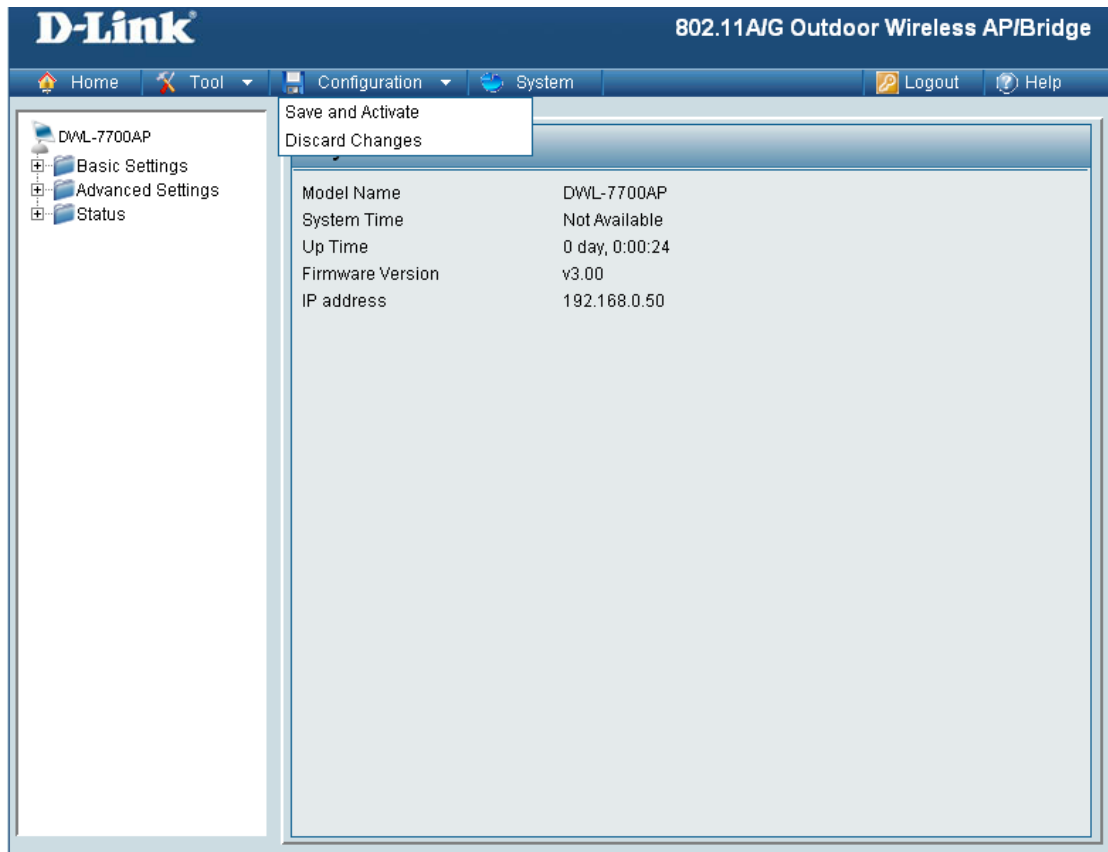 D-Link
802.11A/G Outdoor Wireless AP/Bridge
Home Tool Configuration System Logout Help
Save and Activate
Discard Changes
DWL-7700AP
Basic Settings
Advanced Settings
Status
Model Name DWL-7700AP
System Time Not Available
Up Time 0 day, 0:00:24
Firmware Version v3.00
IP address 192.168.0.50